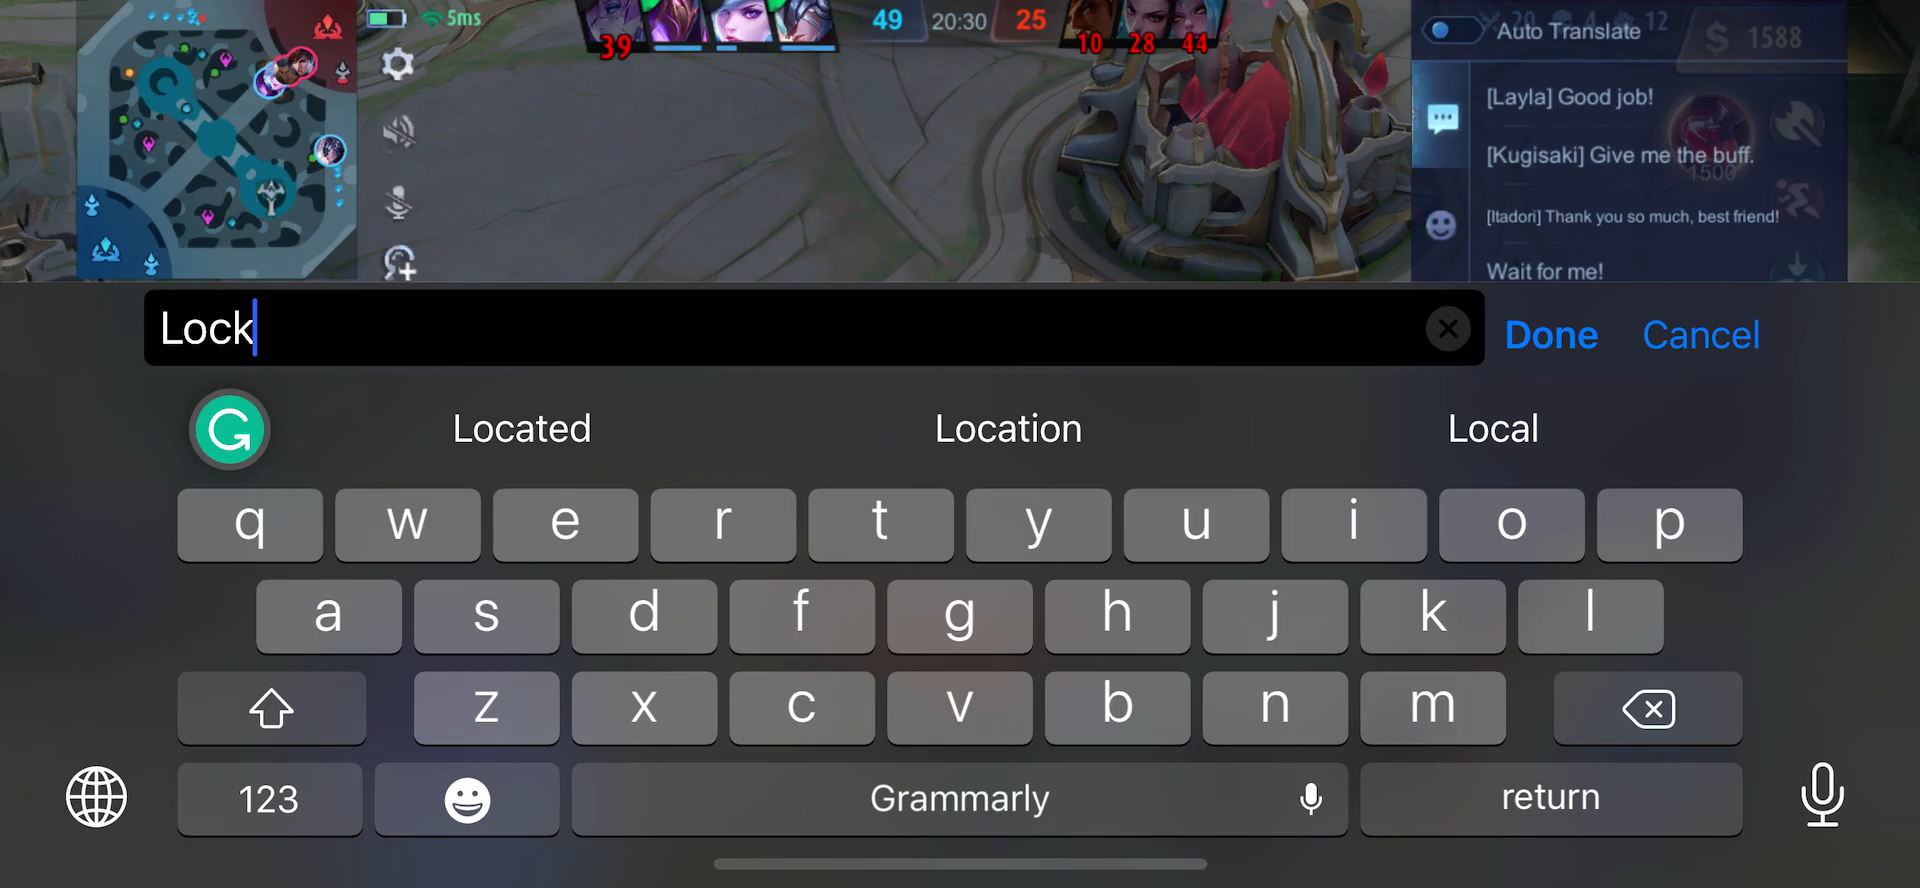 5ms
39
49 20:30 25
10 28 44
Auto Translate
1588
[Layla] Good job!
[Kugisaki] Give me the buff.
1500
[Itadori] Thank you so much, best friend!
Wait for me!
Lock
Done Cancel
Located Location Local
q w e r t y u i o p
a s d f g h j k l
z x c v b n m
123 Grammarly return